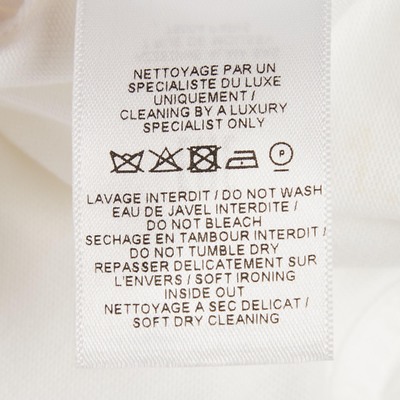 NETTOYAGE PAR UN
SPECIALISTE DU LUXE
UNIQUEMENT /
CLEANING BY A LUXURY
SPECIALIST ONLY
P
LAVAGE INTERDIT / DO NOT WASH
EAU DE JAVEL INTERDITE /
DO NOT BLEACH
SECHAGE EN TAMBOUR INTERDIT /
DO NOT TUMBLE DRY
REPASSER DELICATEMENT SUR
L'ENVERS / SOFT IRONING
INSIDE OUT
NETTOYAGE A SEC DELICAT /
SOFT DRY CLEANING